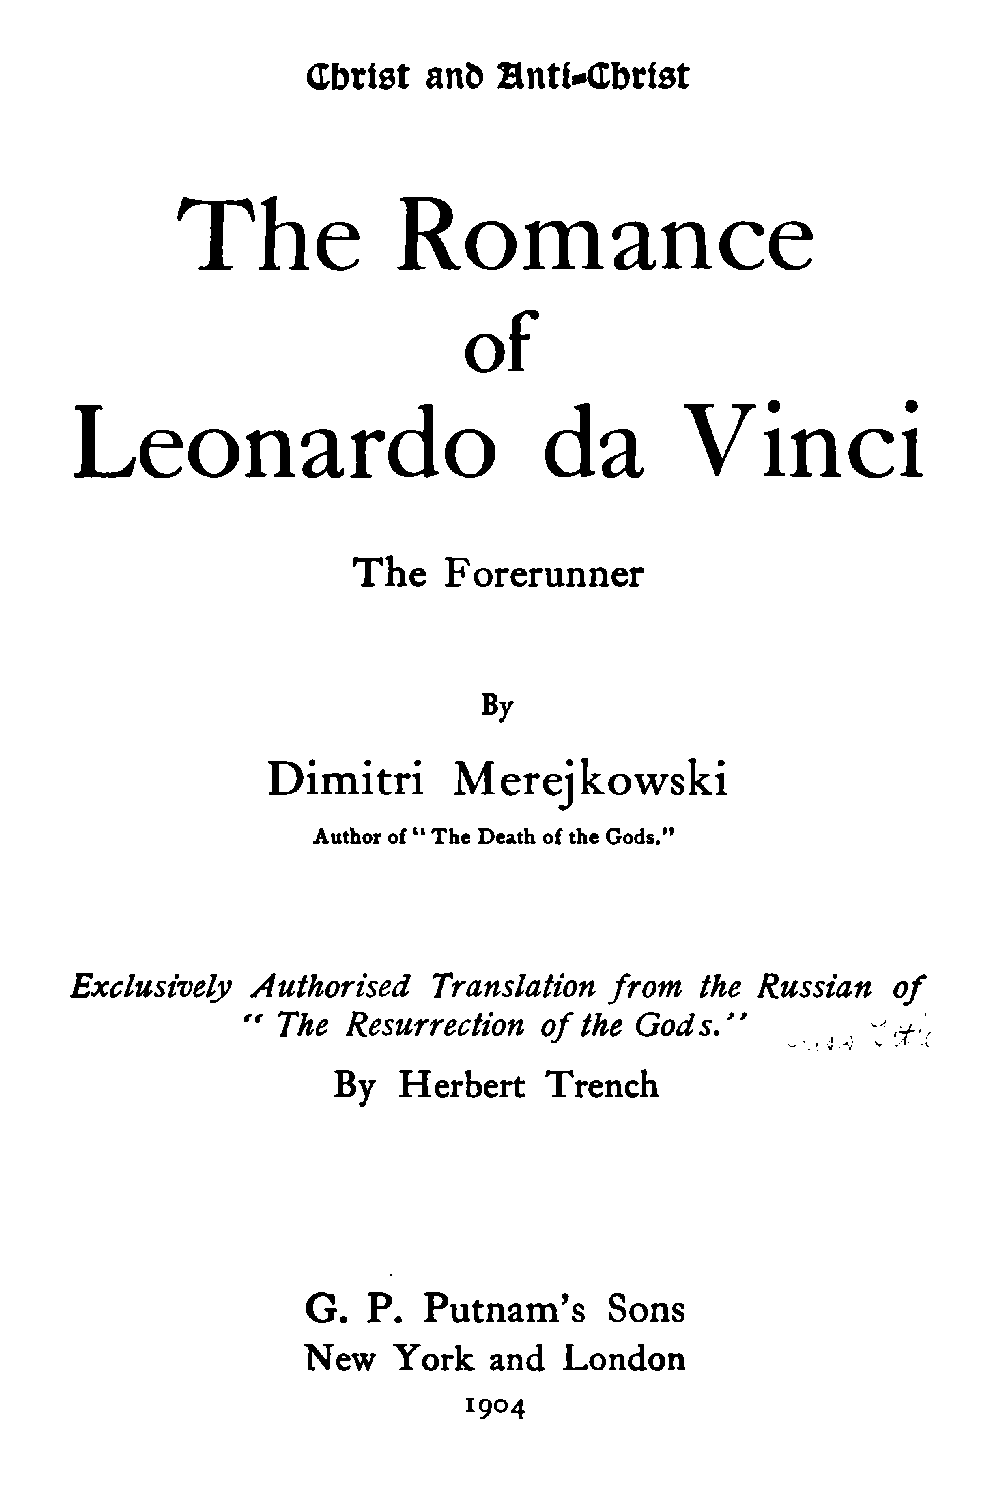 Christ and Anti-Christ
The Romance
of
Leonardo da Vinci
The Forerunner
By
Dimitri Merejkowski
Author of "The Death of the Gods."
Exclusively Authorised Translation from the Russian of
"The Resurrection of the Gods."
By Herbert Trench
G. P. Putnam's Sons
New York and London
1904